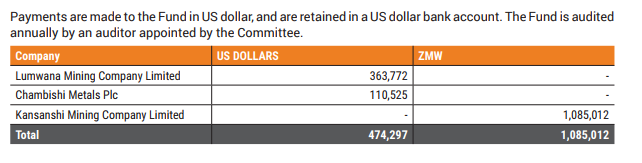 Payments are made to the Fund in US dollar, and are retained in a US dollar bank account. The Fund is audited
annually by an auditor appointed by the Committee.
Company US DOLLARS ZMW
Lumwana Mining Company Limited 363,772 -
Chambishi Metals Plc 110,525 -
Kansanshi Mining Company Limited - 1,085,012
Total 474,297 1,085,012